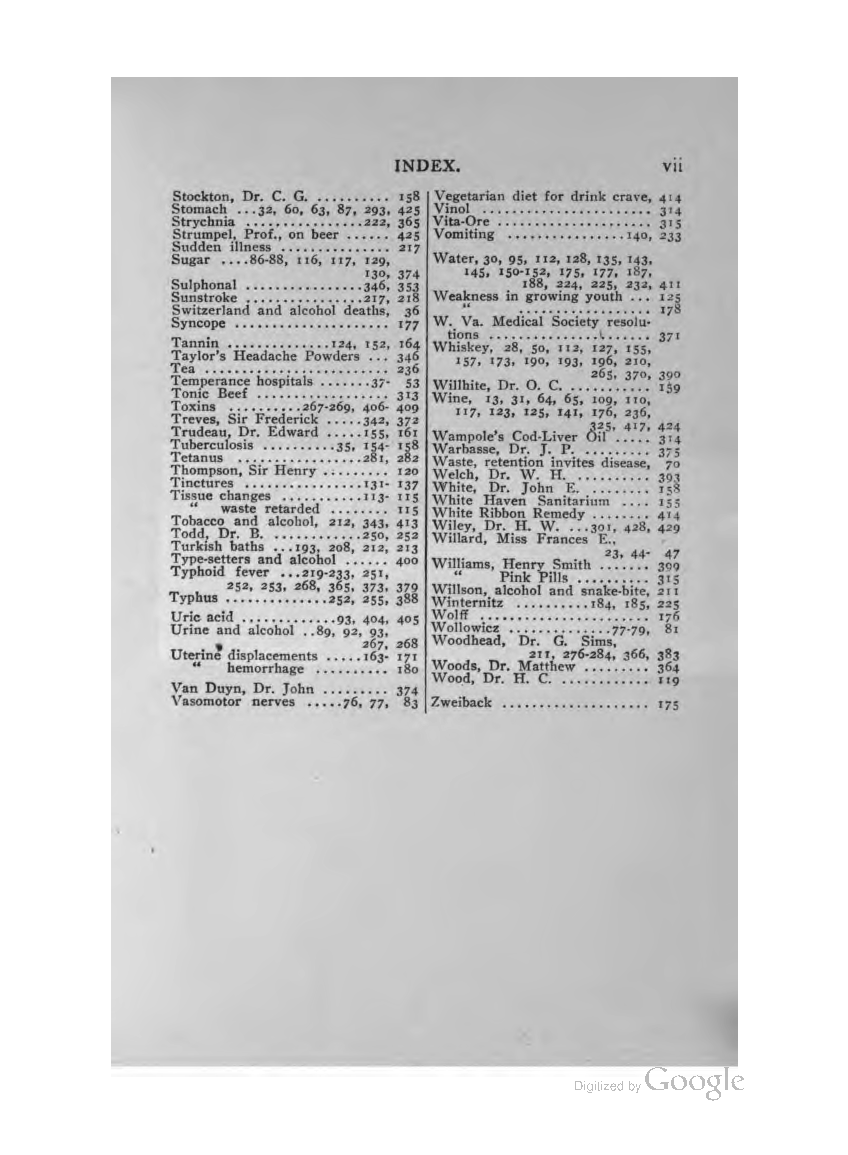 INDEX. vii
Stockton, Dr. C. G. .......... 158
Stomach ...32, 60, 63, 87, 293, 425
Strychnia ................222, 365
Strumpel, Prof., on beer ...... 425
Sudden illness ............... 217
Sugar ....86-88, 116, 117, 129,
130, 374
Sulphonal ................346, 353
Sunstroke ................217, 218
Switzerland and alcohol deaths, 36
Syncope ..................... 177
Tannin ..............124, 152, 164
Taylor's Headache Powders ... 346
Tea ......................... 236
Temperance hospitals .......37- 53
Tonic Beef .................. 313
Toxins ..........267-269, 406- 409
Treves, Sir Frederick .....342, 372
Trudeau, Dr. Edward .....155, 161
Tuberculosis ..........35, 154- 158
Tetanus .................281, 282
Thompson, Sir Henry ......... 120
Tinctures ................131- 137
Tissue changes ...........113- 115
“ waste retarded ........ 115
Tobacco and alcohol, 212, 343, 413
Todd, Dr. B. ............250, 252
Turkish baths ...193, 208, 212, 213
Type-setters and alcohol ...... 400
Typhoid fever ...219-233, 251,
252, 253, 268, 365, 373, 379
Typhus ..............252, 255, 388
Uric acid .............93, 404, 405
Urine and alcohol ..89, 92, 93,
267, 268
Uterine displacements .....163- 171
“ hemorrhage .......... 180
Van Duyn, Dr. John ......... 374
Vasomotor nerves .....76, 77, 83
Vegetarian diet for drink crave, 414
Vinol ....................... 314
Vita-Ore ..................... 315
Vomiting ................140, 233
Water, 30, 95, 112, 128, 135, 143,
145, 150-152, 175, 177, 187,
188, 224, 225, 232, 411
Weakness in growing youth ... 125
“ .................. 178
W. Va. Medical Society resolu-
tions ...................... 371
Whiskey, 28, 50, 112, 127, 155,
157, 173, 190, 193, 196, 210,
265, 370, 390
Willhite, Dr. O. C. ........... 159
Wine, 13, 31, 64, 65, 109, 110,
117, 123, 125, 141, 176, 236,
325, 417, 424
Wampole's Cod-Liver Oil ..... 314
Warbasse, Dr. J. P. ......... 375
Waste, retention invites disease, 70
Welch, Dr. W. H. ........... 393
White, Dr. John E. ........ 158
White Haven Sanitarium .... 155
White Ribbon Remedy ........ 414
Wiley, Dr. H. W. ...301, 428, 429
Willard, Miss Frances E.,
23, 44- 47
Williams, Henry Smith ....... 399
“ Pink Pills .......... 315
Willson, alcohol and snake-bite, 211
Winternitz ..........184, 185, 225
Wolff ....................... 176
Wollowicz ..............77-79, 81
Woodhead, Dr. G. Sims,
211, 276-284, 366, 383
Woods, Dr. Matthew ......... 364
Wood, Dr. H. C. ............ 119
Zweiback .................... 175
Digitized by Google